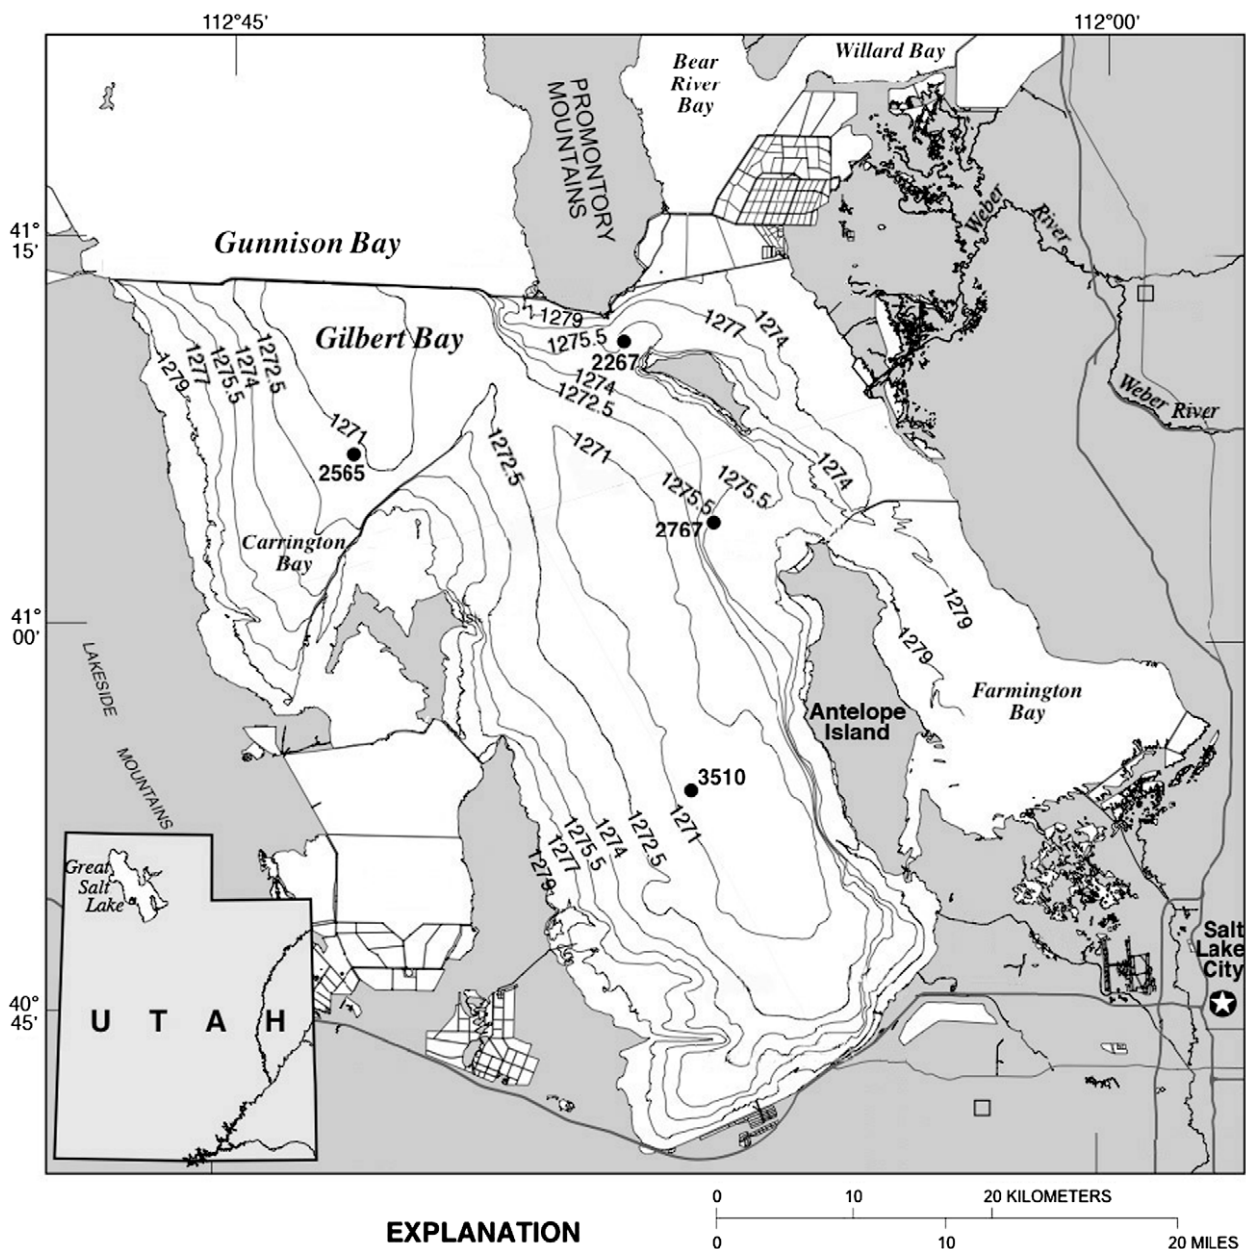 112°45'
112°00'
Willard Bay
Bear
River
Bay
PROMONTORY
MOUNTAINS
Weber
River
41°
15'
Gunnison Bay
Gilbert Bay
1279
1275.5
2267
1274
1272.5
1277
1274
1279
1277
1275.5
1274
1272.5
Weber River
1271
2565
1272.5
1271
1274
1275.5
1275.5
2767
Carrington
Bay
41°
00'
1279
1279
LAKESIDE
MOUNTAINS
Farmington
Bay
Antelope
Island
3510
1271
1272.5
1274
1275.5
1277
1279
Great
Salt
Lake
Salt
Lake
City
40°
45'
UTAH
0 10 20 KILOMETERS
EXPLANATION
0 10 20 MILES